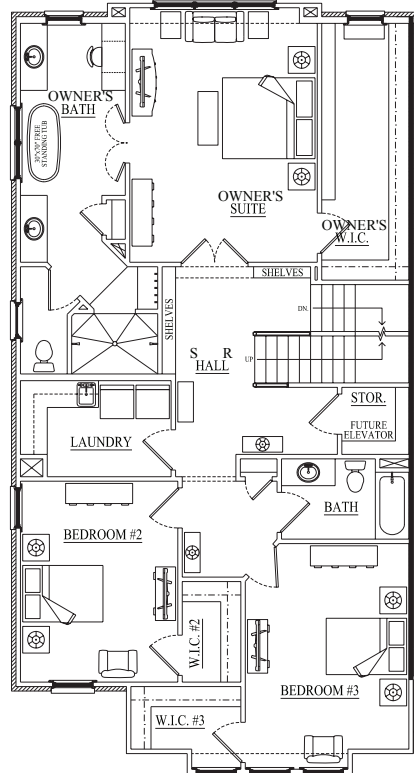 OWNER'S
BATH
30"x70" FREE
STANDING TUB
OWNER'S
SUITE
OWNER'S
W.I.C.
SHELVES
SHELVES
DN.
S R
HALL
UP
STOR.
FUTURE
ELEVATOR
LAUNDRY
BATH
BEDROOM #2
W.I.C. #2
BEDROOM #3
W.I.C. #3